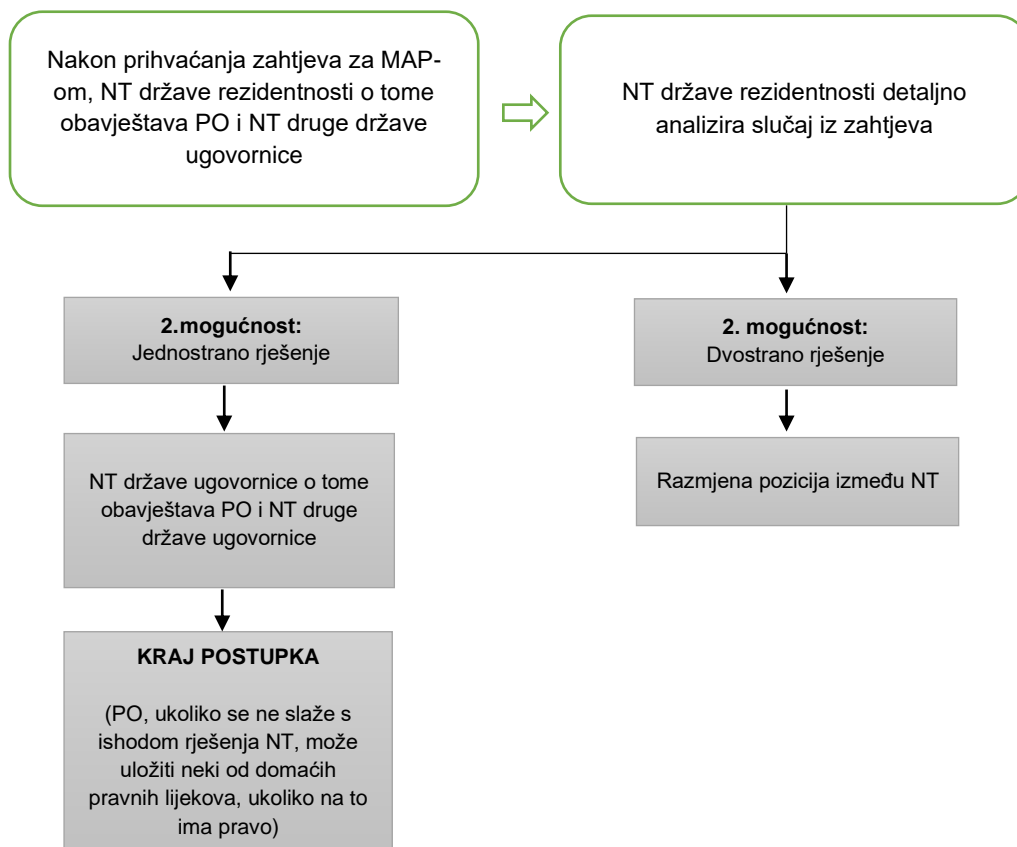 Nakon prihvaćanja zahtjeva za MAP-
om, NT države rezidentnosti o tome
obavještava PO i NT druge države
ugovornice
NT države rezidentnosti detaljno
analizira slučaj iz zahtjeva
2.mogućnost:
Jednostrano rješenje
2. mogućnost:
Dvostrano rješenje
NT države ugovornice o tome
obavještava PO i NT druge
države ugovornice
Razmjena pozicija između NT
KRAJ POSTUPKA
(PO, ukoliko se ne slaže s
ishodom rješenja NT, može
uložiti neki od domaćih
pravnih lijekova, ukoliko na to
ima pravo)